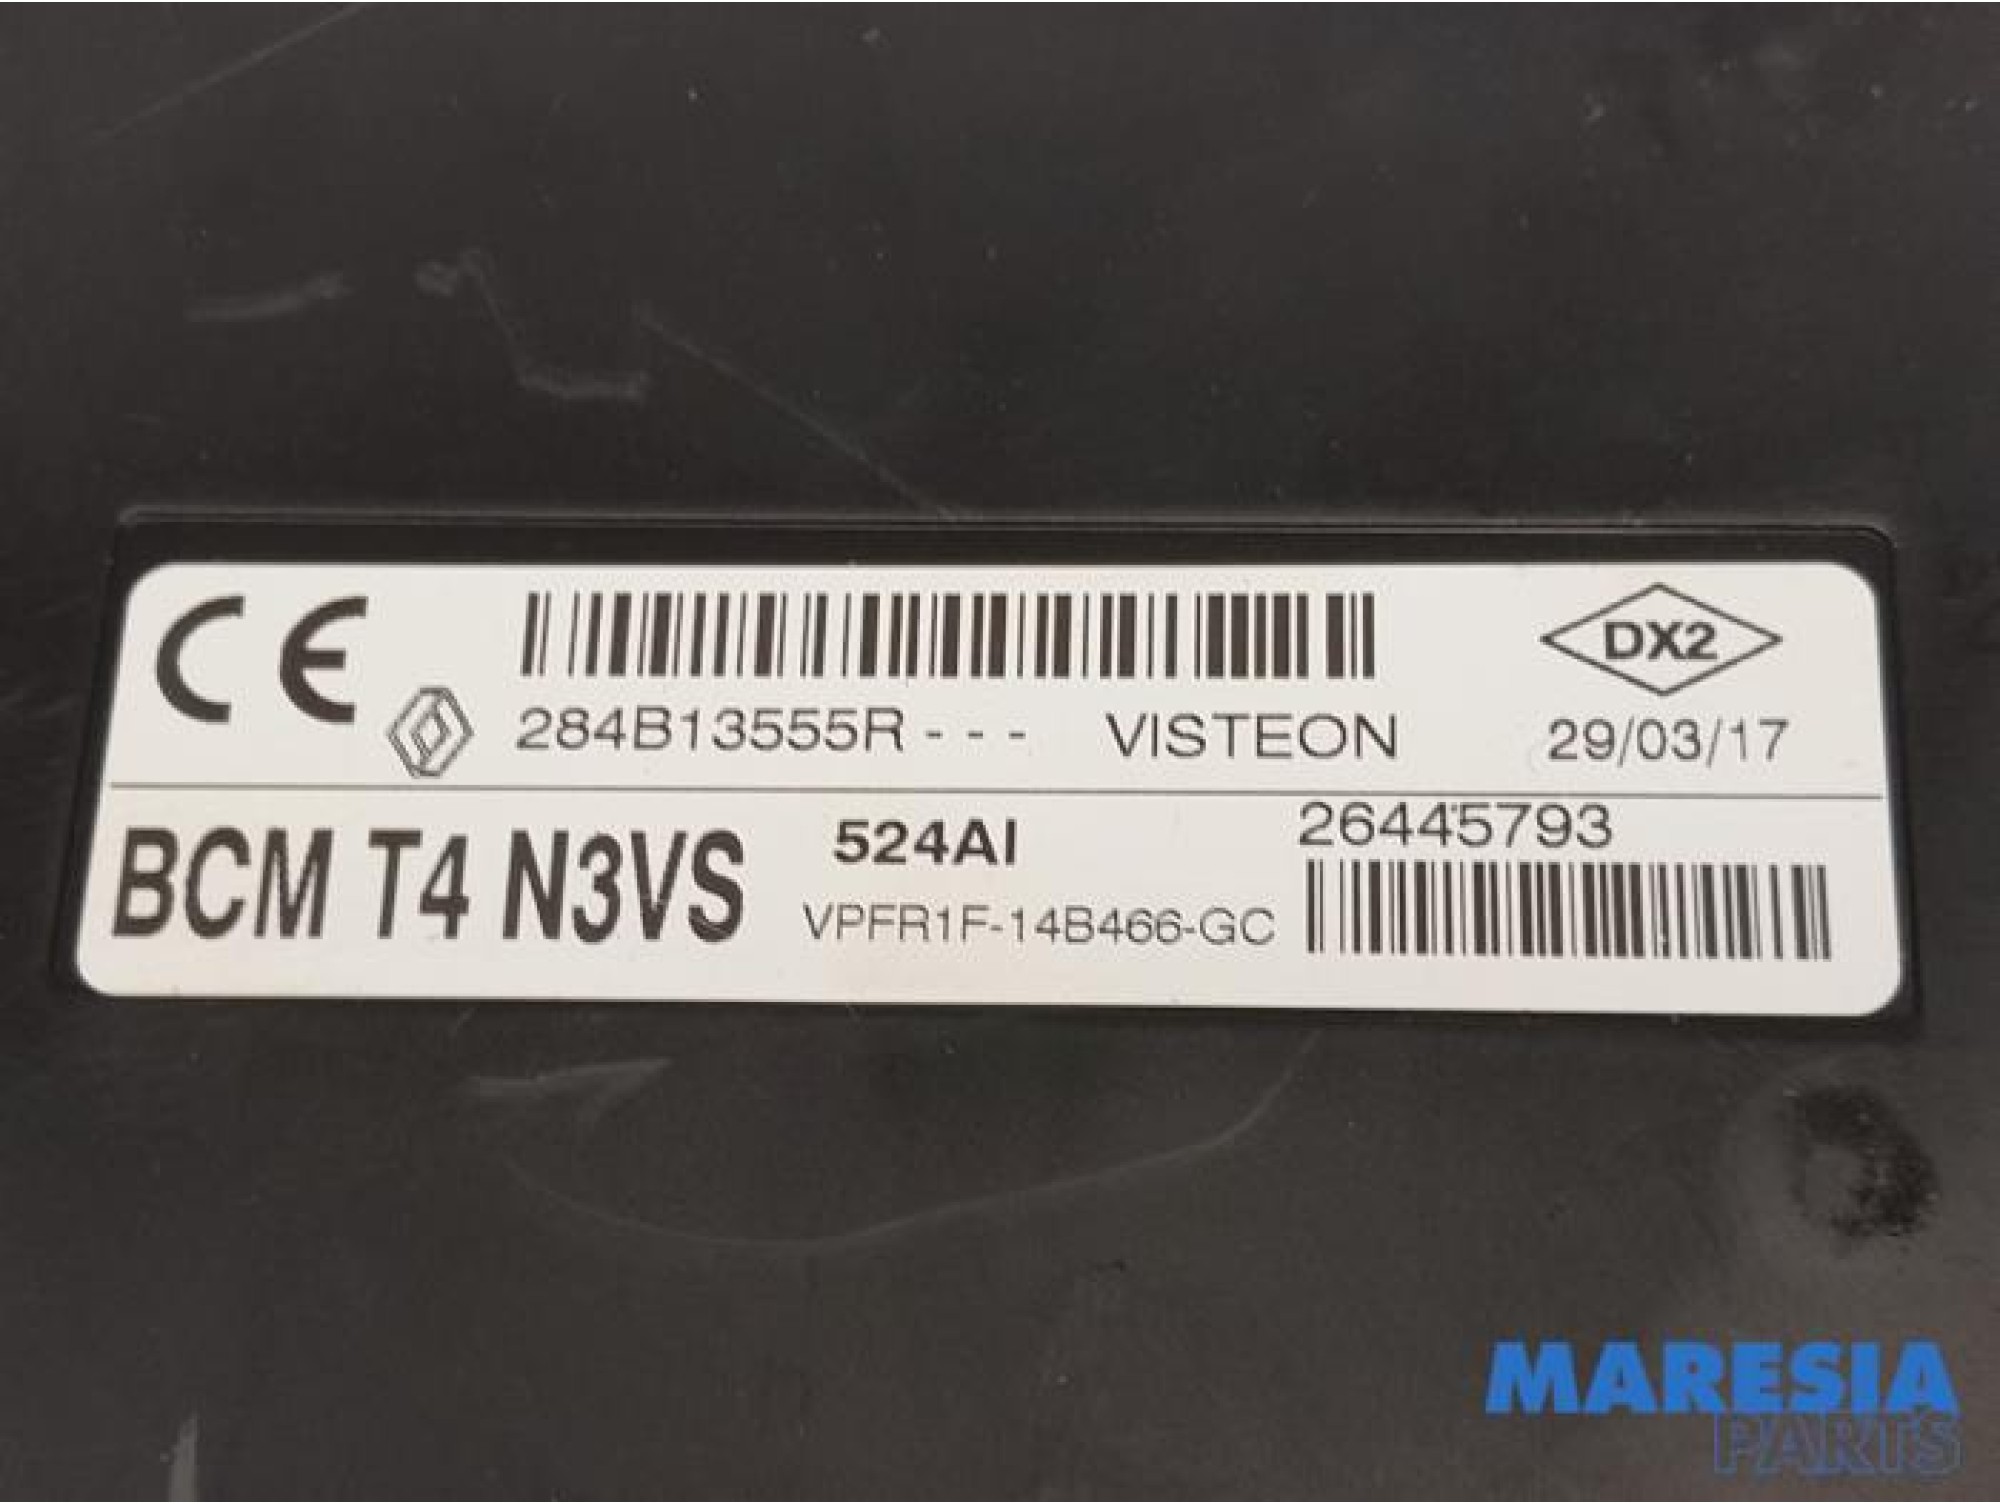 CE
284B13555R - - - VISTEON
DX2
29/03/17
BCM T4 N3VS
524AI
VPFR1F-14B466-GC
26445793
MARESIA
PARTS